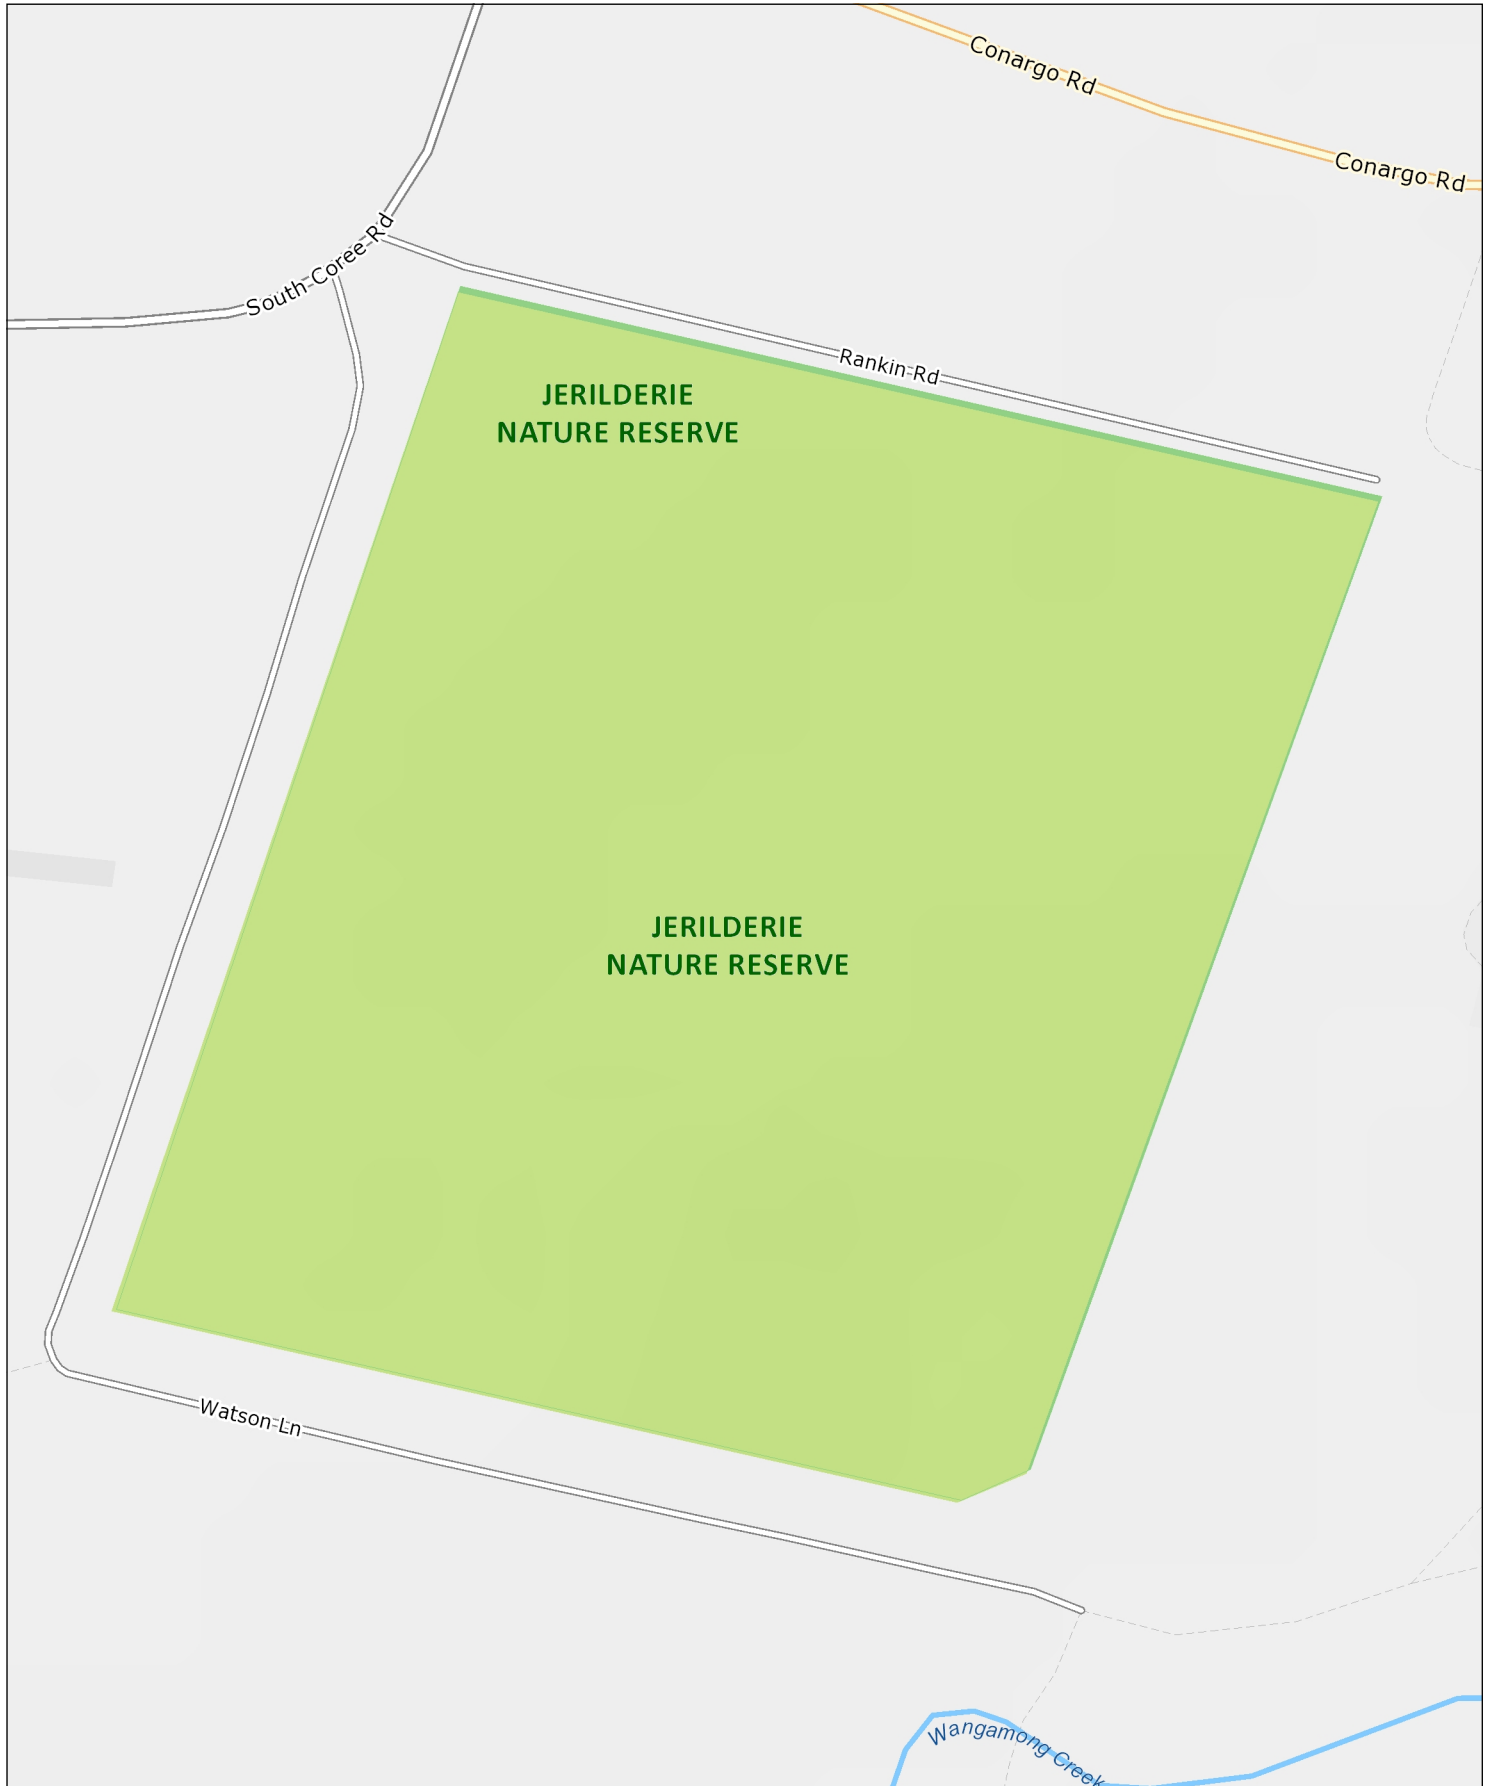 Conargo Rd
Conargo Rd
South Coree Rd
Rankin Rd
JERILDERIE
NATURE RESERVE
JERILDERIE
NATURE RESERVE
Watson Ln
Wangamong Creek